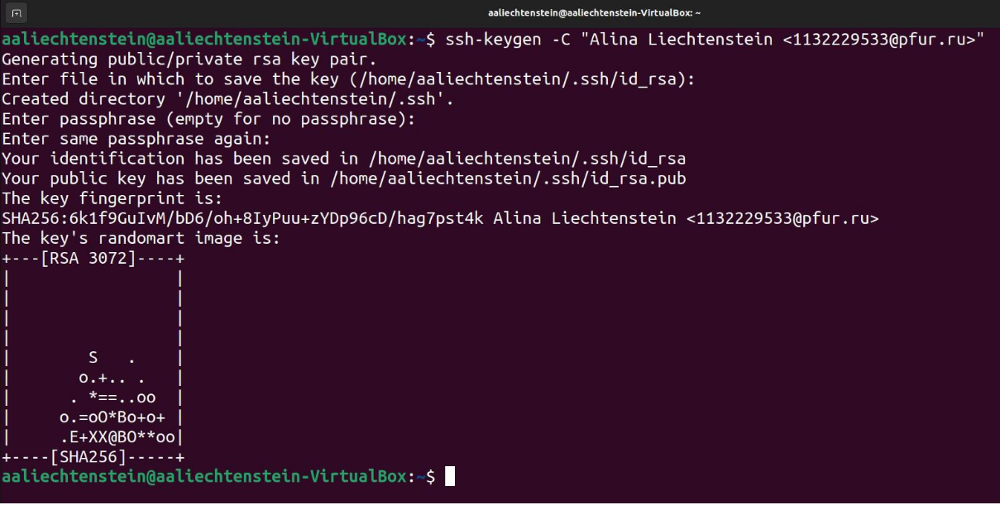 aaliechtenstein@aaliechtenstein-VirtualBox: ~
aaliechtenstein@aaliechtenstein-VirtualBox:~$ ssh-keygen -C "Alina Liechtenstein <1132229533@pfur.ru>"
Generating public/private rsa key pair.
Enter file in which to save the key (/home/aaliechtenstein/.ssh/id_rsa):
Created directory '/home/aaliechtenstein/.ssh'.
Enter passphrase (empty for no passphrase):
Enter same passphrase again:
Your identification has been saved in /home/aaliechtenstein/.ssh/id_rsa
Your public key has been saved in /home/aaliechtenstein/.ssh/id_rsa.pub
The key fingerprint is:
SHA256:6k1f9GuIvM/bD6/oh+8IyPuu+zYDp96cD/hag7pst4k Alina Liechtenstein <1132229533@pfur.ru>
The key's randomart image is:
+---[RSA 3072]----+
|                 |
|                 |
|                 |
|                 |
|        S   .    |
|       o.+.. .   |
|      . *==..oo  |
|     o.=oO*Bo+o+ |
|     .E+XX@BO**oo|
+----[SHA256]-----+
aaliechtenstein@aaliechtenstein-VirtualBox:~$